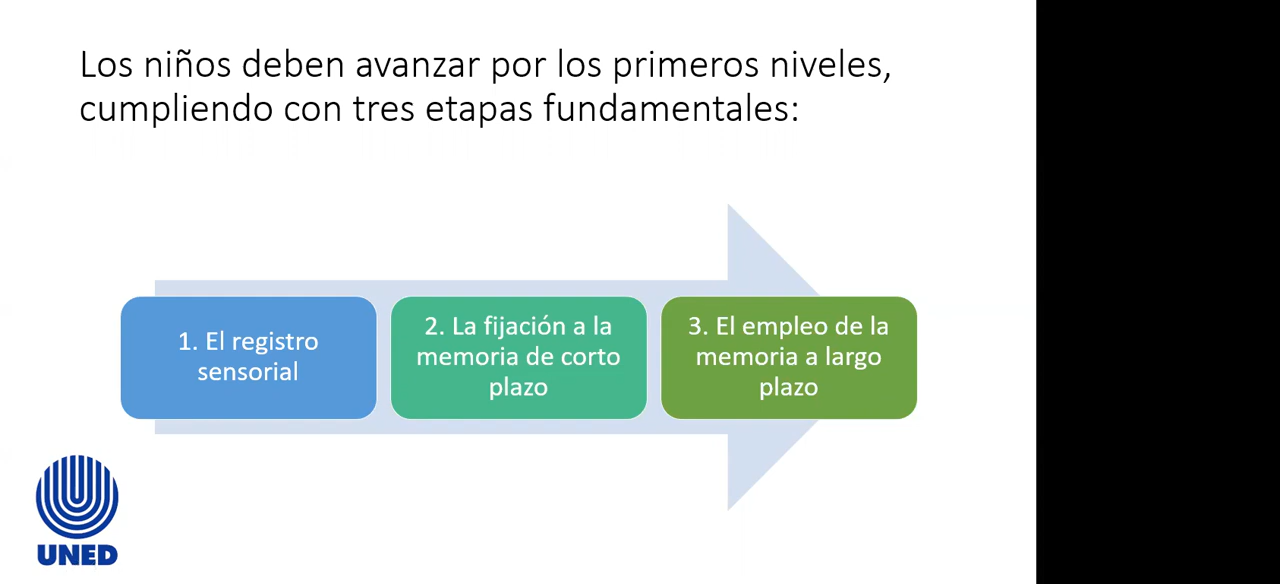 Los niños deben avanzar por los primeros niveles,
cumpliendo con tres etapas fundamentales:
1. El registro
sensorial
2. La fijación a la
memoria de corto
plazo
3. El empleo de la
memoria a largo
plazo
UNED